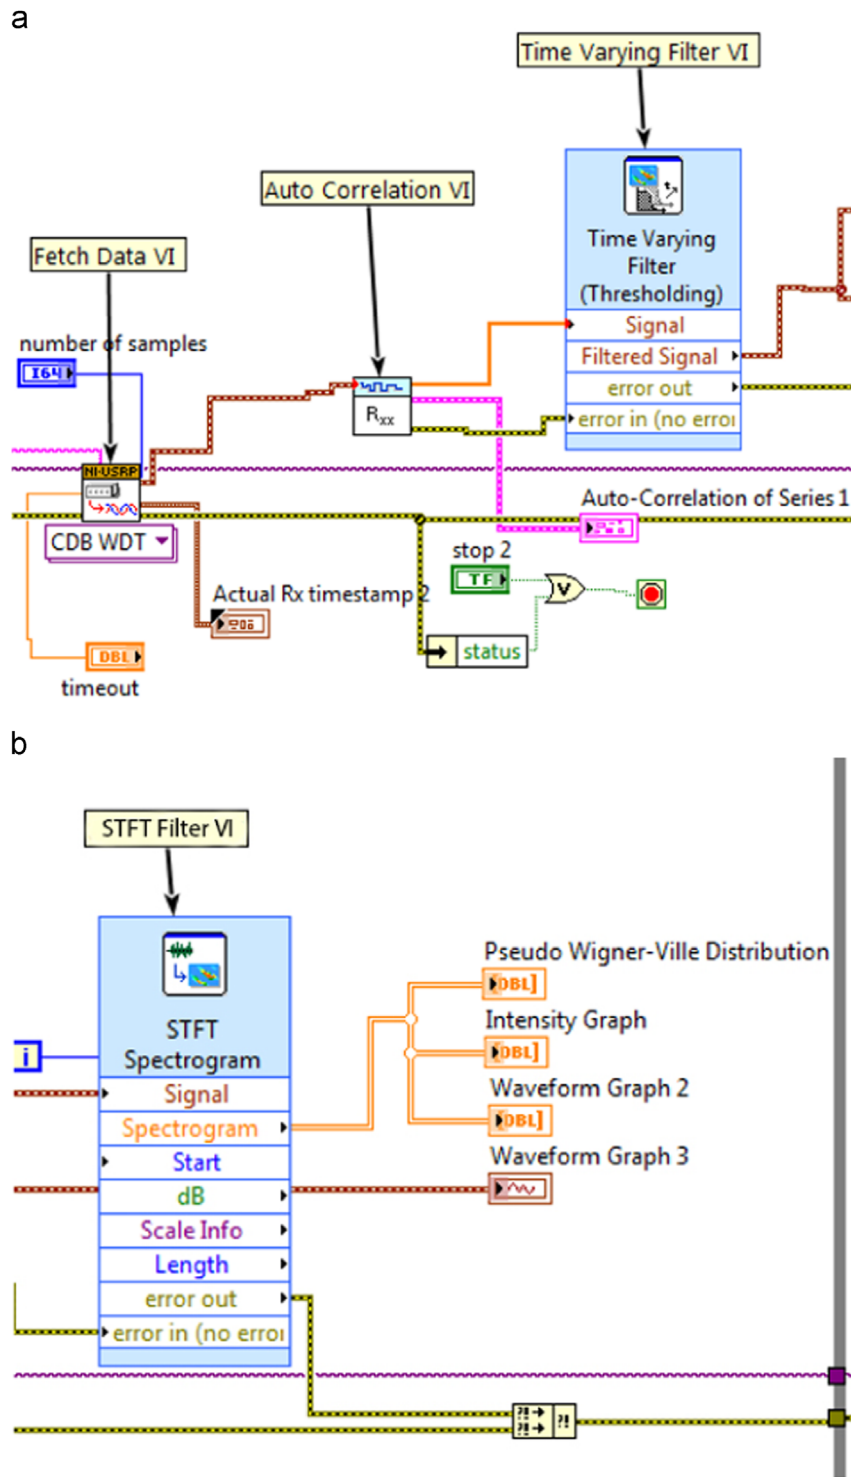 a
Time Varying Filter VI
Auto Correlation VI
Fetch Data VI
Time Varying
Filter
(Thresholding)
number of samples
Signal
I64
Filtered Signal
error out
Rxx
error in (no erroi
NI-USRP
Auto-Correlation of Series 1
CDB WDT
stop 2
TF
V
Actual Rx timestamp 2
status
DBL
timeout
b
STFT Filter VI
Pseudo Wigner-Ville Distribution
DBL]
STFT
Intensity Graph
Spectrogram
i
DBL]
Signal
Waveform Graph 2
Spectrogram
DBL]
Start
Waveform Graph 3
dB
Scale Info
Length
error out
error in (no erroi
?! ?!
?!